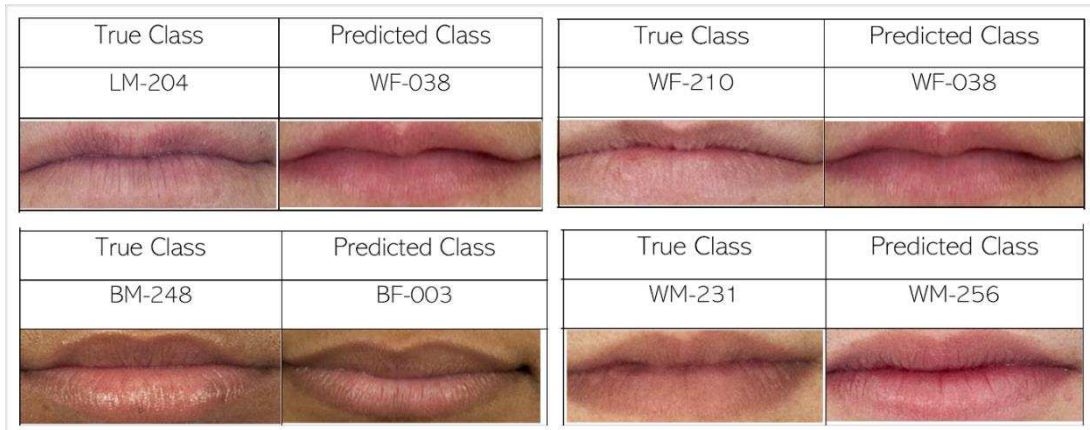 True Class Predicted Class
LM-204 WF-038
True Class Predicted Class
WF-210 WF-038
True Class Predicted Class
BM-248 BF-003
True Class Predicted Class
WM-231 WM-256